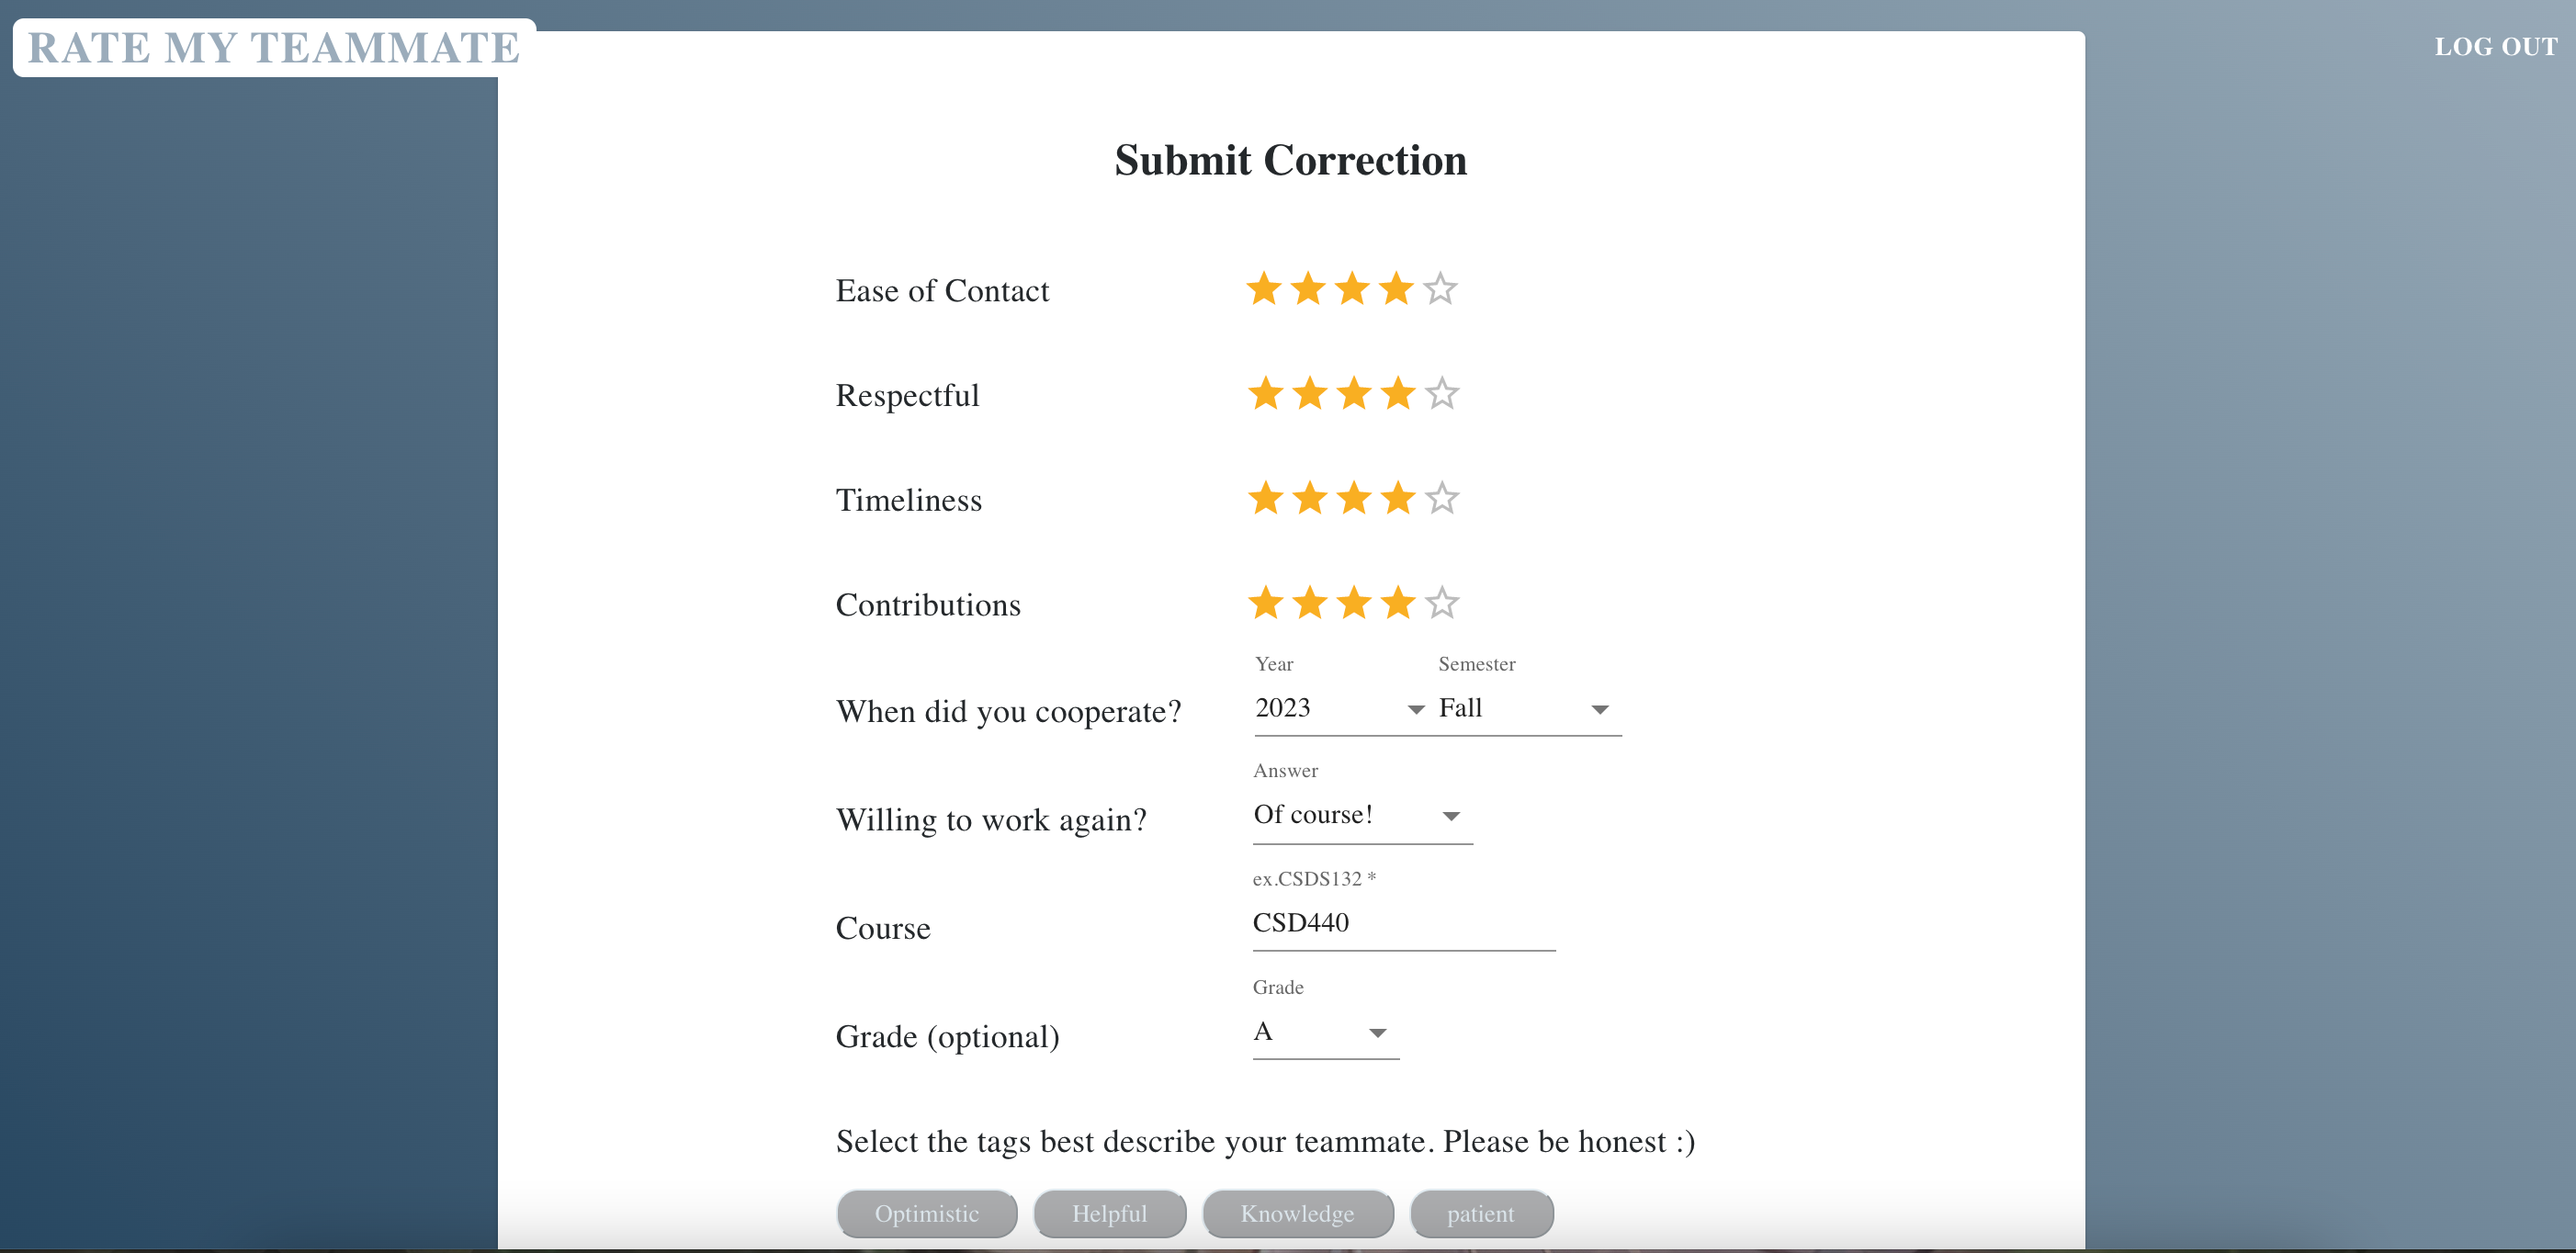 RATE MY TEAMMATE
LOG OUT
Submit Correction
Ease of Contact
Respectful
Timeliness
Contributions
Year Semester
When did you cooperate? 2023 Fall
Answer
Willing to work again? Of course!
ex.CSDS132 *
Course CSD440
Grade
Grade (optional) A
Select the tags best describe your teammate. Please be honest :)
Optimistic Helpful Knowledge patient